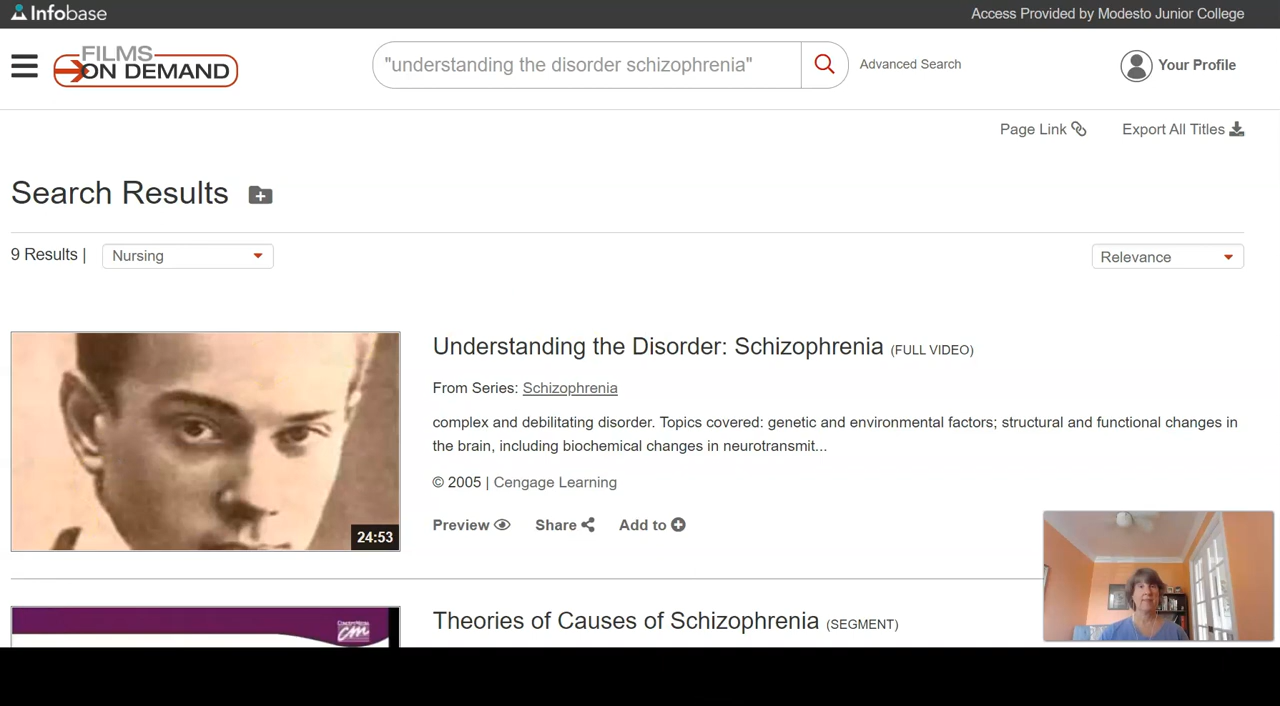 Infobase
Access Provided by Modesto Junior College
FILMS
ON DEMAND
"understanding the disorder schizophrenia"
Advanced Search
Your Profile
Page Link
Export All Titles
Search Results
9 Results |
Nursing
Relevance
Understanding the Disorder: Schizophrenia (FULL VIDEO)
From Series: Schizophrenia
complex and debilitating disorder. Topics covered: genetic and environmental factors; structural and functional changes in
the brain, including biochemical changes in neurotransmit...
© 2005 | Cengage Learning
24:53
Preview
Share
Add to
Theories of Causes of Schizophrenia (SEGMENT)
cm